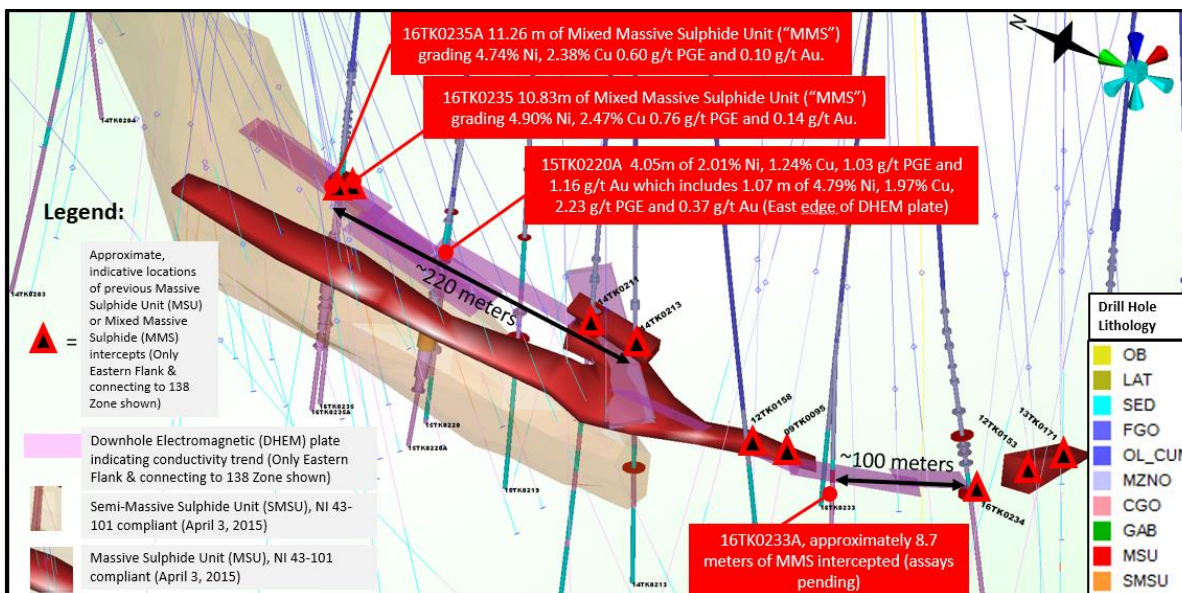 16TK0235A 11.26 m of Mixed Massive Sulphide Unit (“MMS”)
grading 4.74% Ni, 2.38% Cu 0.60 g/t PGE and 0.10 g/t Au.
N
16TK0235 10.83m of Mixed Massive Sulphide Unit (“MMS”)
grading 4.90% Ni, 2.47% Cu 0.76 g/t PGE and 0.14 g/t Au.
15TK0220A 4.05m of 2.01% Ni, 1.24% Cu, 1.03 g/t PGE and
1.16 g/t Au which includes 1.07 m of 4.79% Ni, 1.97% Cu,
2.23 g/t PGE and 0.37 g/t Au (East edge of DHEM plate)
14TK0204
14TK0203
Legend:
Approximate,
indicative locations
of previous Massive
Sulphide Unit (MSU)
or Mixed Massive
Sulphide (MMS)
intercepts (Only
Eastern Flank &
connecting to 138
Zone shown)
=
Downhole Electromagnetic (DHEM) plate
indicating conductivity trend (Only Eastern
Flank & connecting to 138 Zone shown)
Semi-Massive Sulphide Unit (SMSU), NI 43-
101 compliant (April 3, 2015)
Massive Sulphide Unit (MSU), NI 43-101
compliant (April 3, 2015)
~220 meters
14TK0211
14TK0213
16TK0235
16TK0235A
15TK0220
15TK0220A
15TK0219
14TK0213
12TK0158
09TK0095
~100 meters
16TK0233
16TK0234
12TK0153
13TK0171
16TK0233A, approximately 8.7
meters of MMS intercepted (assays
pending)
Drill Hole
Lithology
OB
LAT
SED
FGO
OL_CUM
MZNO
CGO
GAB
MSU
SMSU